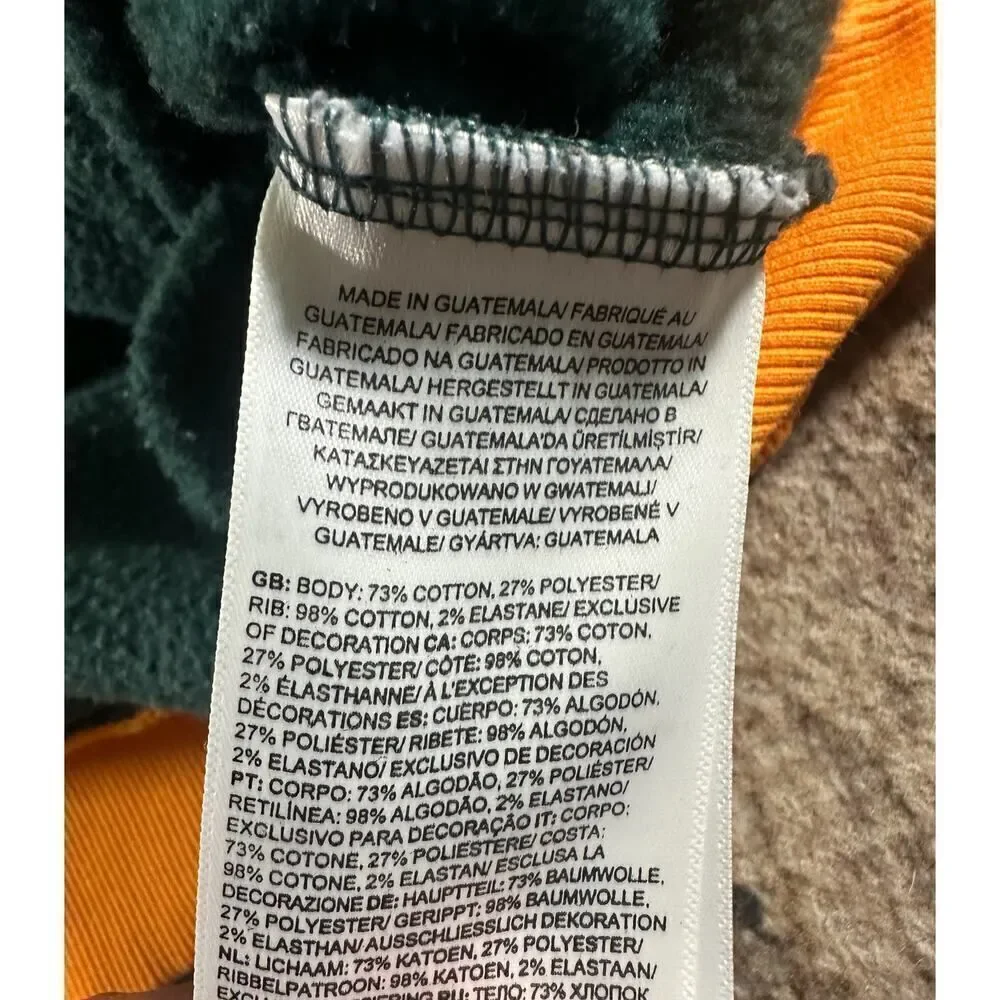 MADE IN GUATEMALA/ FABRIQUÉ AU
GUATEMALA/ FABRICADO EN GUATEMALA/
FABRICADO NA GUATEMALA/ PRODOTTO IN
GUATEMALA/ HERGESTELLT IN GUATEMALA/
GEMAAKT IN GUATEMALA/ СДЕЛАНО В
ГВАТЕМАЛЕ/ GUATEMALA'DA ÜRETİLMİŞTİR/
ΚΑΤΑΣΚΕΥΑΖΕΤΑΙ ΣΤΗΝ ΓΟΥΑΤΕΜΑΛΑ/
WYPRODUKOWANO W GWATEMALI/
VYROBENO V GUATEMALE/ VYROBENÉ V
GUATEMALE/ GYÁRTVA: GUATEMALA
GB: BODY: 73% COTTON, 27% POLYESTER/
RIB: 98% COTTON, 2% ELASTANE/ EXCLUSIVE
OF DECORATION CA: CORPS: 73% COTON,
27% POLYESTER/ CÔTE: 98% COTON,
2% ÉLASTHANNE/ À L'EXCEPTION DES
DÉCORATIONS ES: CUERPO: 73% ALGODÓN,
27% POLIÉSTER/ RIBETE: 98% ALGODÓN,
2% ELASTANO/ EXCLUSIVO DE DECORACIÓN
PT: CORPO: 73% ALGODÃO, 27% POLIÉSTER/
RETILÍNEA: 98% ALGODÃO, 2% ELASTANO/
EXCLUSIVO PARA DECORAÇÃO IT: CORPO:
73% COTONE, 27% POLIESTERE/ COSTA:
98% COTONE, 2% ELASTAN/ ESCLUSA LA
DECORAZIONE DE: HAUPTTEIL: 73% BAUMWOLLE,
27% POLYESTER/ GERIPPT: 98% BAUMWOLLE,
2% ELASTHAN/ AUSSCHLIESSLICH DEKORATION
NL: LICHAAM: 73% KATOEN, 27% POLYESTER/
RIBBELPATROON: 98% KATOEN, 2% ELASTAAN/
RU: ТЕЛО: 73% ХЛОПОК